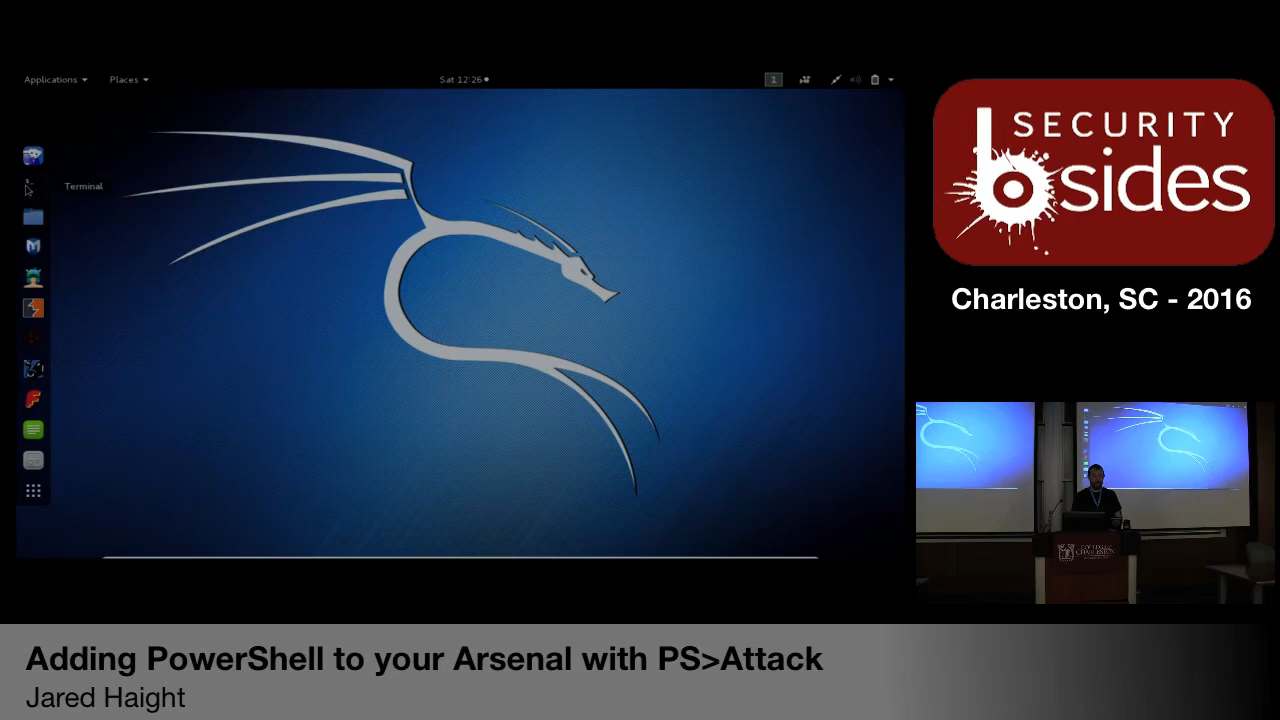 Applications Places Sat 12:26 1
Terminal
SECURITY
bsides
Charleston, SC - 2016
Adding PowerShell to your Arsenal with PS>Attack
Jared Haight